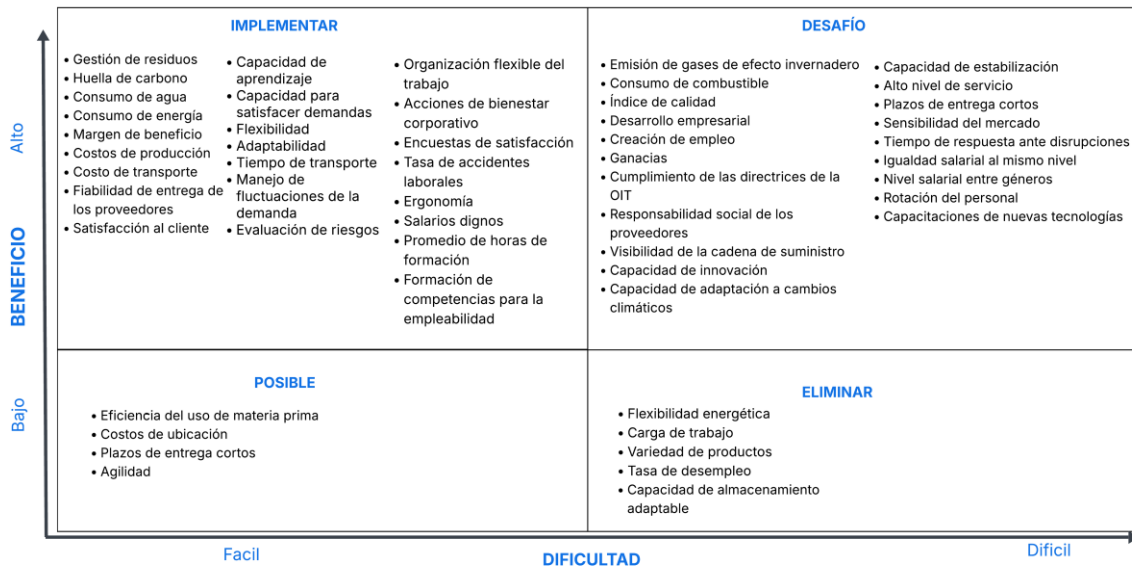 IMPLEMENTAR
• Gestión de residuos
• Huella de carbono
• Consumo de agua
• Consumo de energía
• Margen de beneficio
• Costos de producción
• Costo de transporte
• Fiabilidad de entrega de
los proveedores
• Satisfacción al cliente
• Capacidad de
aprendizaje
• Capacidad para
satisfacer demandas
• Flexibilidad
• Adaptabilidad
• Tiempo de transporte
• Manejo de
fluctuaciones de la
demanda
• Evaluación de riesgos
• Organización flexible del
trabajo
• Acciones de bienestar
corporativo
• Encuestas de satisfacción
• Tasa de accidentes
laborales
• Ergonomía
• Salarios dignos
• Promedio de horas de
formación
• Formación de
competencias para la
empleabilidad
DESAFÍO
• Emisión de gases de efecto invernadero
• Consumo de combustible
• Índice de calidad
• Desarrollo empresarial
• Creación de empleo
• Ganacias
• Cumplimiento de las directrices de la
OIT
• Responsabilidad social de los
proveedores
• Visibilidad de la cadena de suministro
• Capacidad de innovación
• Capacidad de adaptación a cambios
climáticos
• Capacidad de estabilización
• Alto nivel de servicio
• Plazos de entrega cortos
• Sensibilidad del mercado
• Tiempo de respuesta ante disrupciones
• Igualdad salarial al mismo nivel
• Nivel salarial entre géneros
• Rotación del personal
• Capacitaciones de nuevas tecnologías
Alto
BENEFICIO
Bajo
POSIBLE
• Eficiencia del uso de materia prima
• Costos de ubicación
• Plazos de entrega cortos
• Agilidad
ELIMINAR
• Flexibilidad energética
• Carga de trabajo
• Variedad de productos
• Tasa de desempleo
• Capacidad de almacenamiento
adaptable
Facil
DIFICULTAD
Dificil